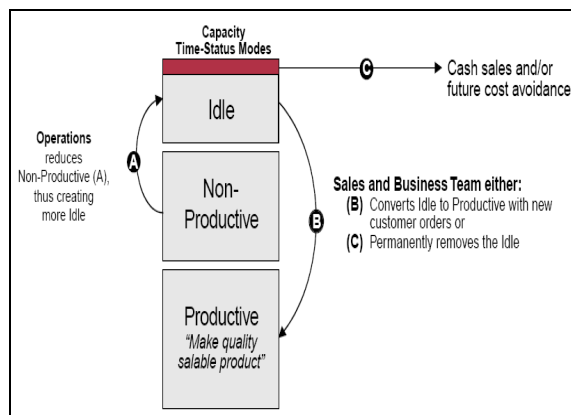 Capacity
Time-Status Modes
C
Cash sales and/or
future cost avoidance
Idle
Operations
reduces
Non-Productive (A),
thus creating
more Idle
A
Non-
Productive
B
Sales and Business Team either:
(B) Converts Idle to Productive with new
customer orders or
(C) Permanently removes the Idle
Productive
"Make quality
salable product"